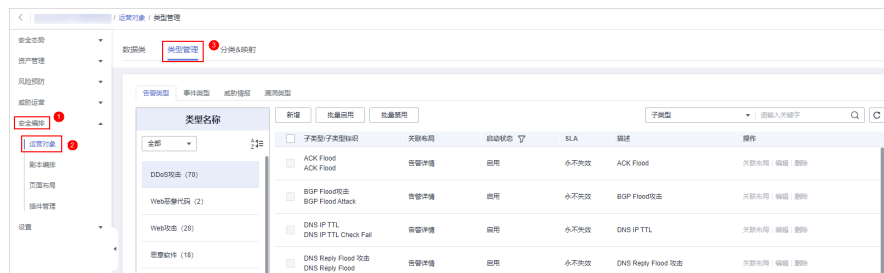 / 运营对象 / 类型管理
安全态势
资产管理
风险预防
威胁运营
安全编排 1
运营对象 2
剧本编排
页面布局
插件管理
设置
数据类 类型管理 3 分类&映射
告警类型 事件类型 威胁情报 漏洞类型
类型名称
全部
DDoS攻击 (70)
Web恶意代码 (2)
Web攻击 (28)
恶意软件 (18)
新增 批量启用 批量禁用 子类型 请输入关键字
子类型/子类型标识 关联布局 启动状态 SLA 描述 操作
ACK Flood
ACK Flood 告警详情 启用 永不失效 ACK Flood 关联布局 编辑 删除
BGP Flood攻击
BGP Flood Attack 告警详情 启用 永不失效 BGP Flood攻击 关联布局 编辑 删除
DNS IP TTL
DNS IP TTL Check Fail 告警详情 启用 永不失效 DNS IP TTL 关联布局 编辑 删除
DNS Reply Flood 攻击
DNS Reply Flood 告警详情 启用 永不失效 DNS Reply Flood 攻击 关联布局 编辑 删除